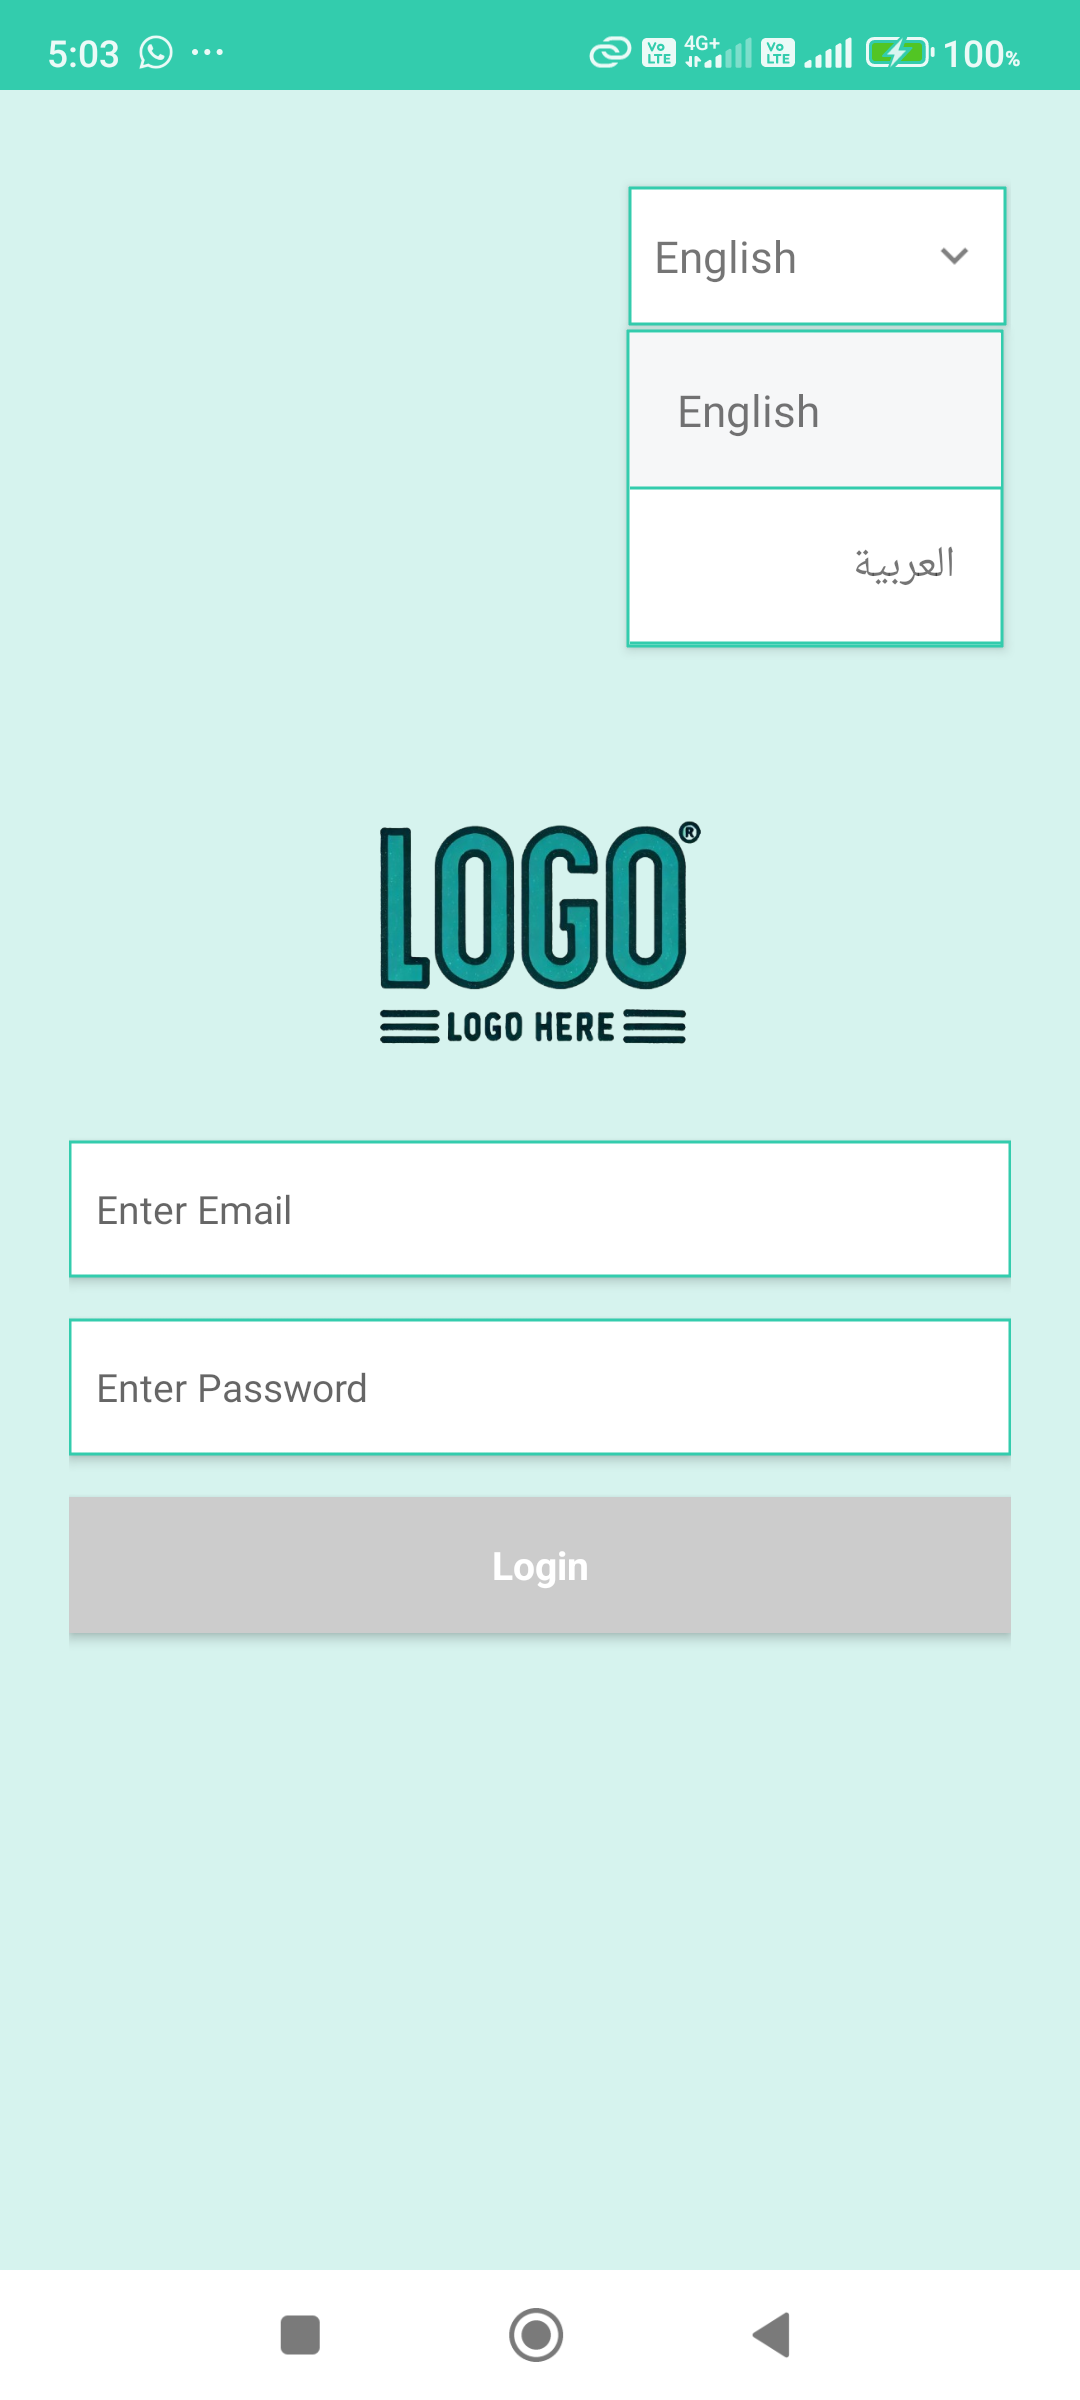 5:03 ... Vo LTE 4G+ Vo LTE 100%
English
English
العربية
LOGO®
LOGO HERE
Enter Email
Enter Password
Login